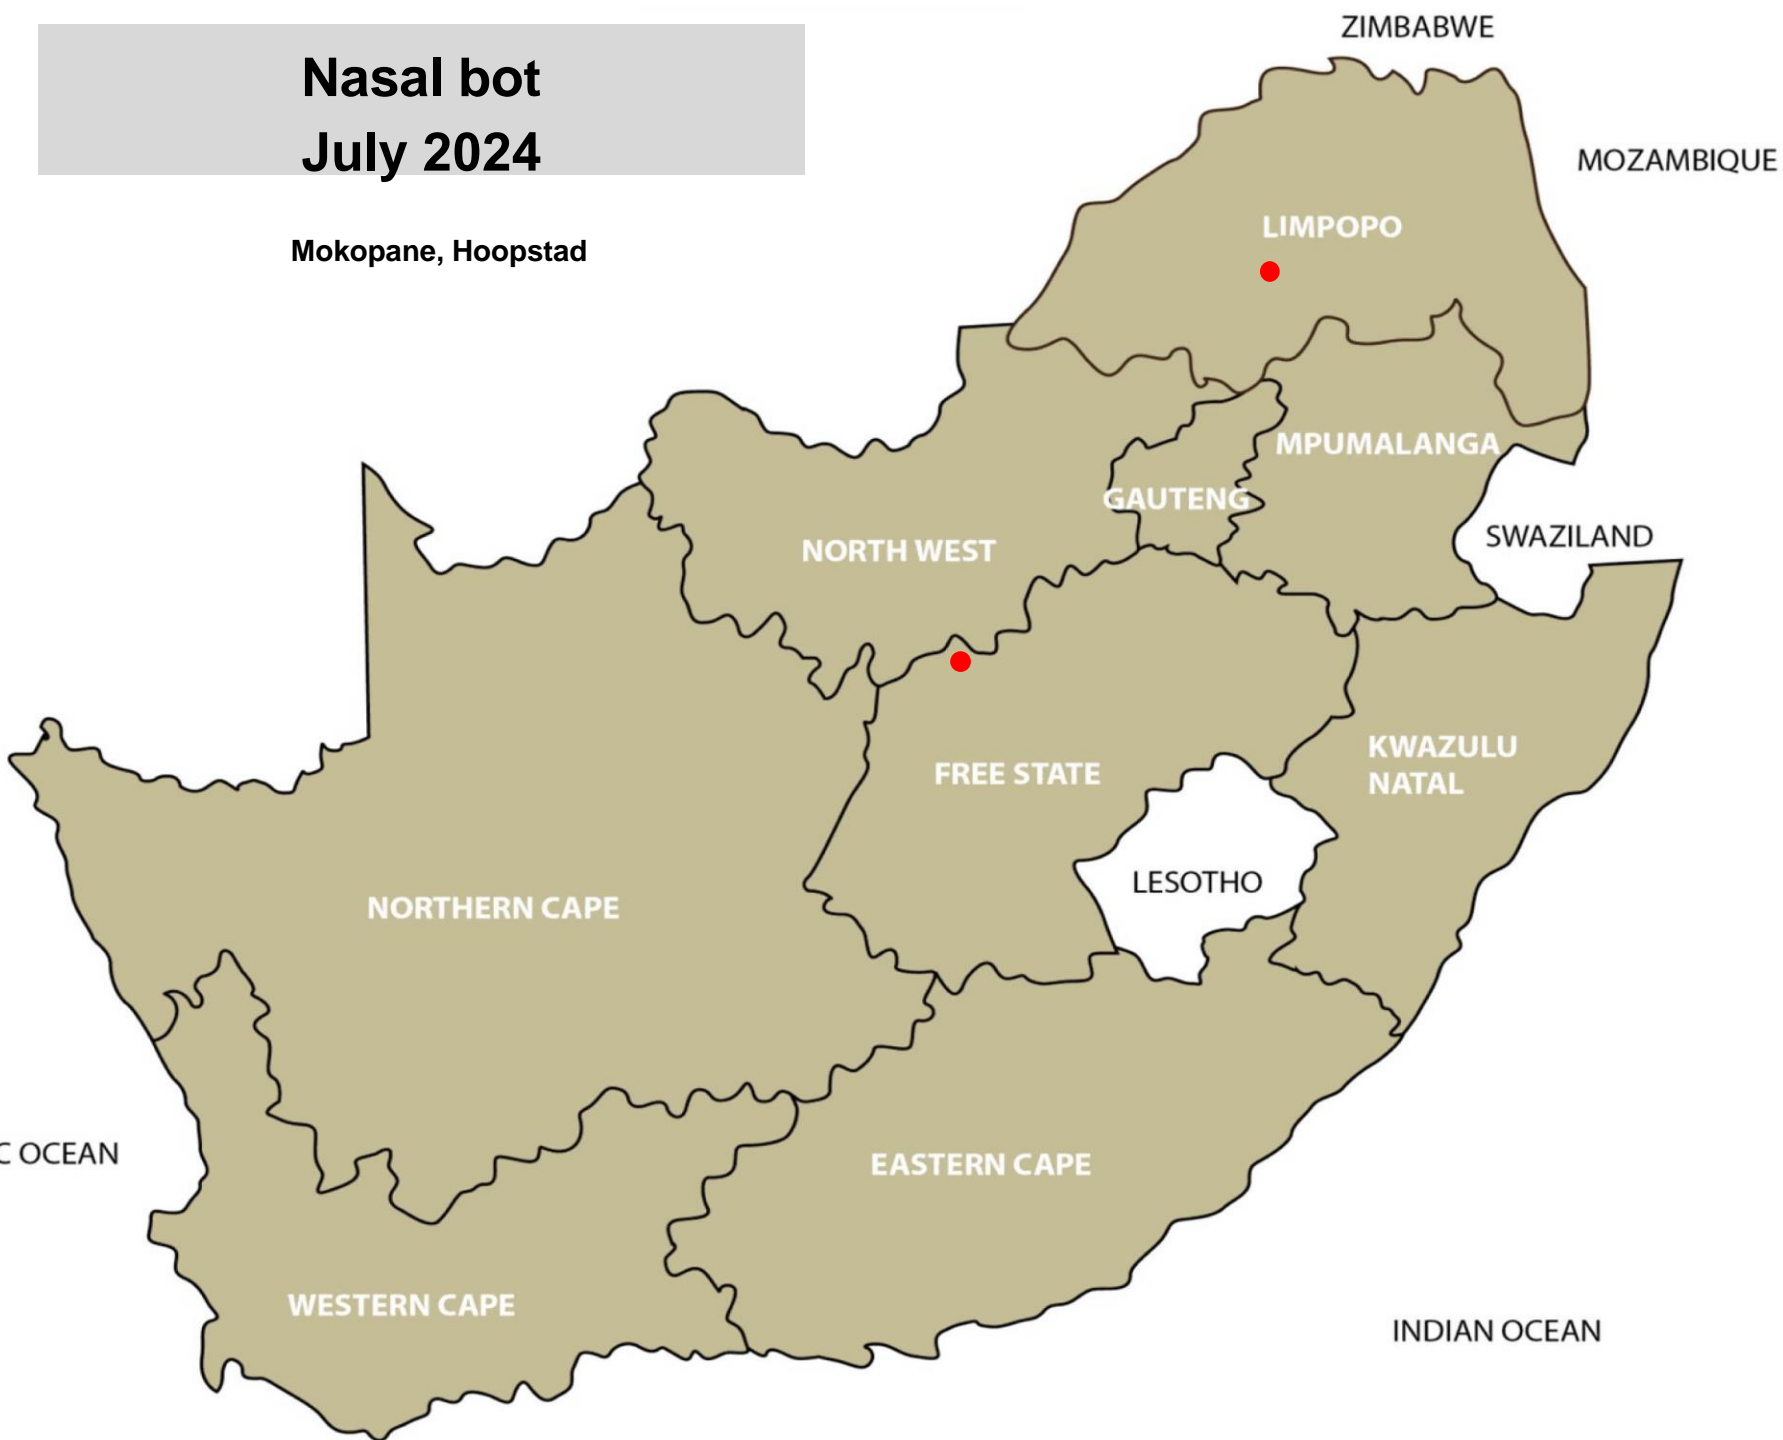 Nasal bot
July 2024
Mokopane, Hoopstad
ZIMBABWE
MOZAMBIQUE
LIMPOPO
MPUMALANGA
GAUTENG
SWAZILAND
NORTH WEST
KWAZULU
NATAL
FREE STATE
LESOTHO
NORTHERN CAPE
C OCEAN
EASTERN CAPE
WESTERN CAPE
INDIAN OCEAN